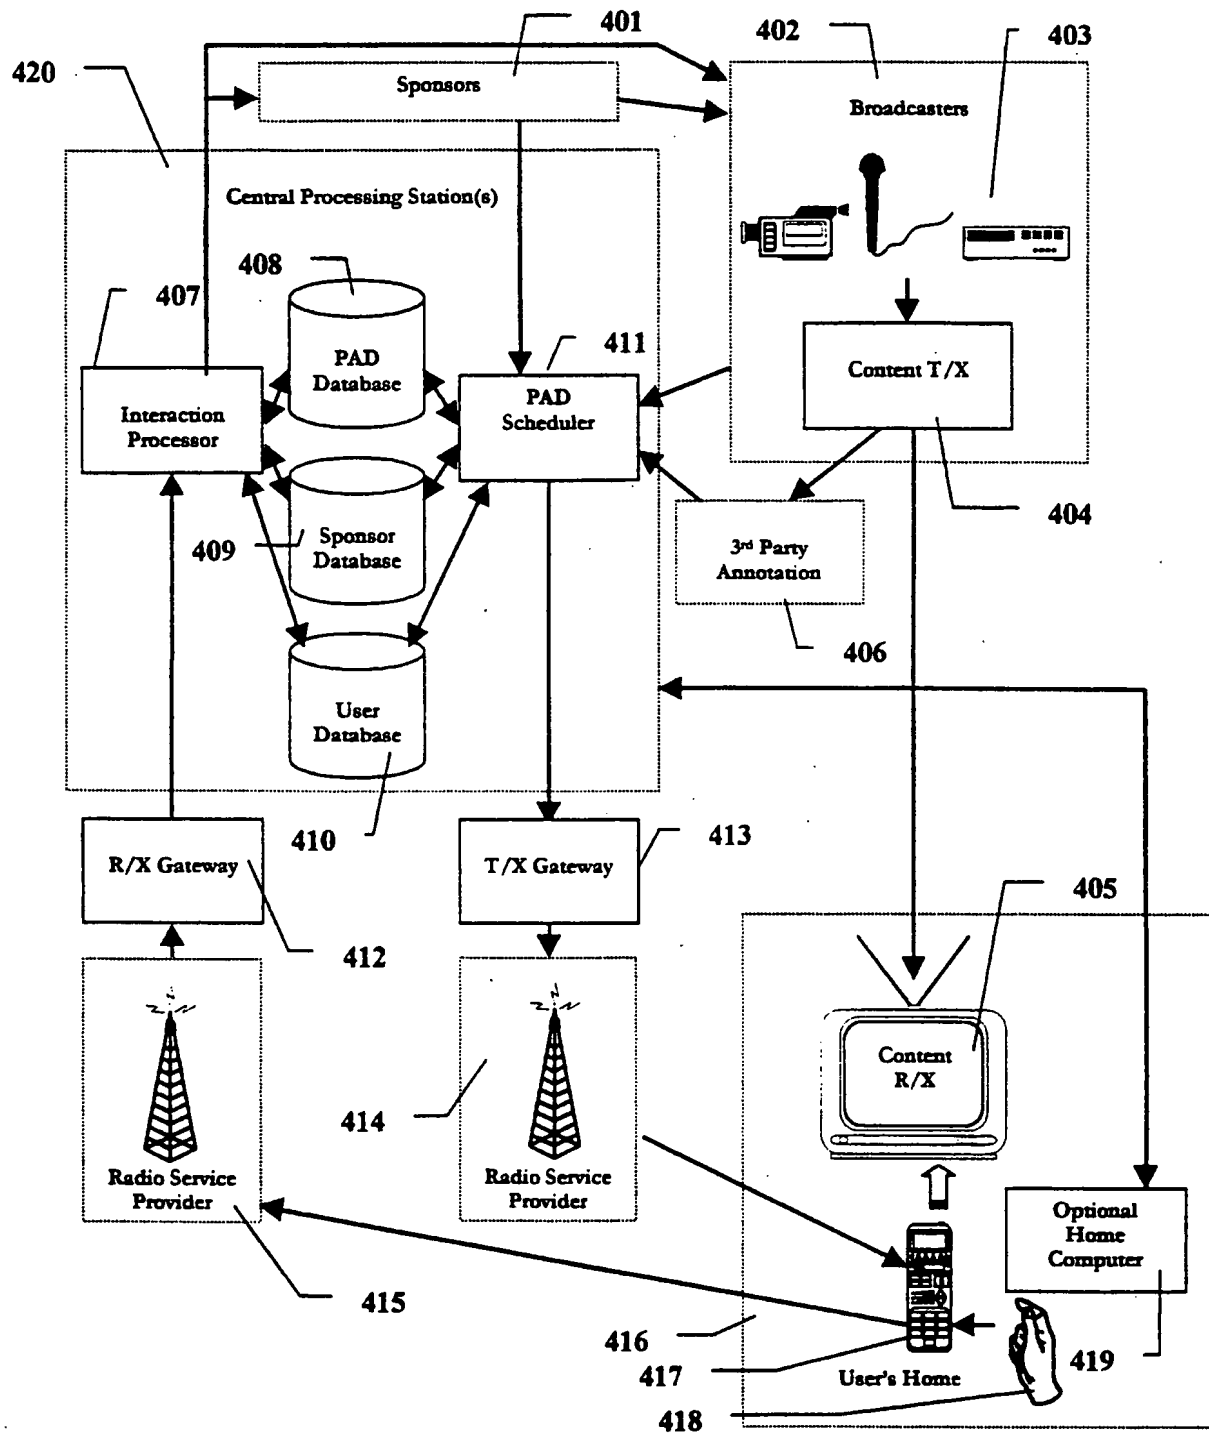 401
402
403
420
Sponsors
Broadcasters
Central Processing Station(s)
408
407
411
PAD
Database
PAD
Scheduler
Content T/X
Interaction
Processor
404
409
Sponsor
Database
3rd Party
Annotation
406
User
Database
410
413
R/X Gateway
T/X Gateway
405
412
Content
R/X
414
Radio Service
Provider
Radio Service
Provider
Optional
Home
Computer
415
416
417
User's Home
419
418